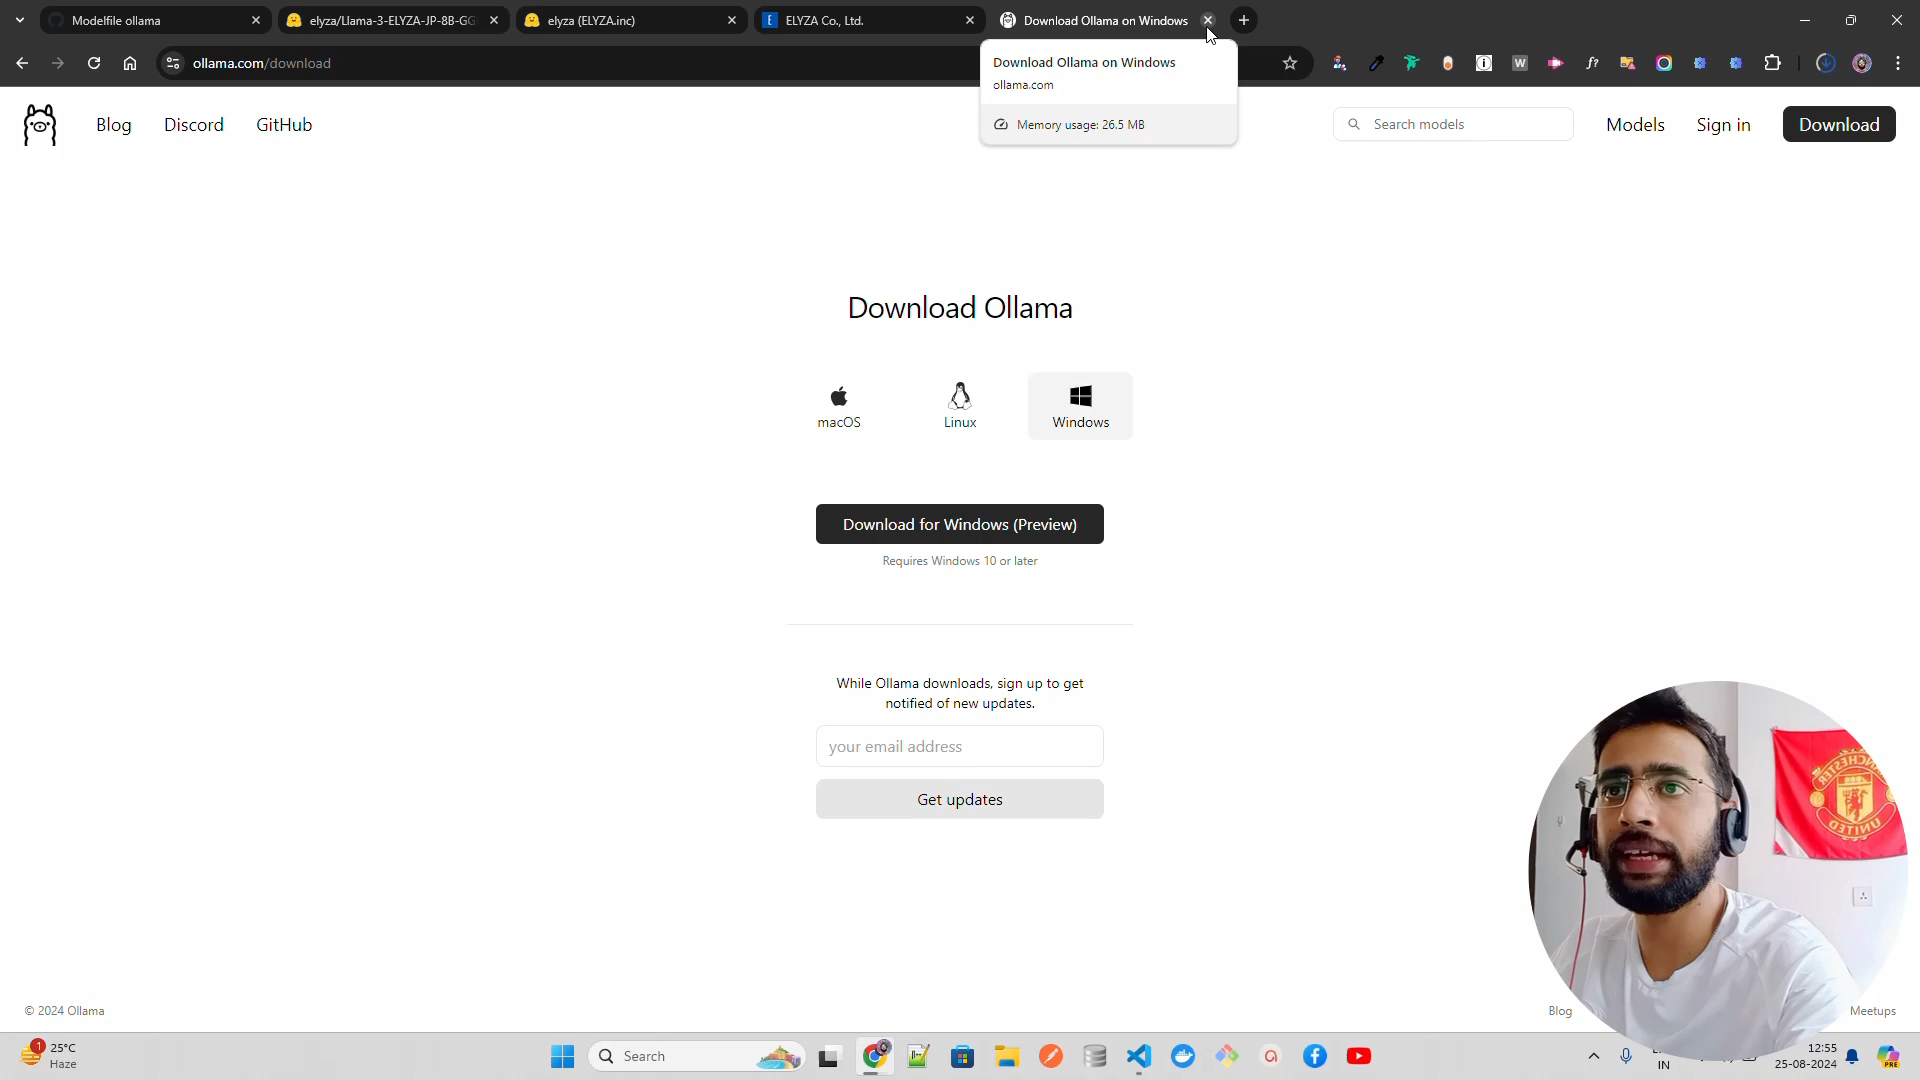 Modelfile ollama
elyza/Llama-3-ELYZA-JP-8B-GG
elyza (ELYZA.inc)
E ELYZA Co., Ltd.
Download Ollama on Windows
ollama.com/download
Download Ollama on Windows
ollama.com
Memory usage: 26.5 MB
Blog
Discord
GitHub
Search models
Models
Sign in
Download
Download Ollama
macOS
Linux
Windows
Download for Windows (Preview)
Requires Windows 10 or later
While Ollama downloads, sign up to get
notified of new updates.
your email address
Get updates
MANCHESTER
UNITED
© 2024 Ollama
Blog
Meetups
1
25°C
Haze
Search
IN
12:55
25-08-2024
PRE